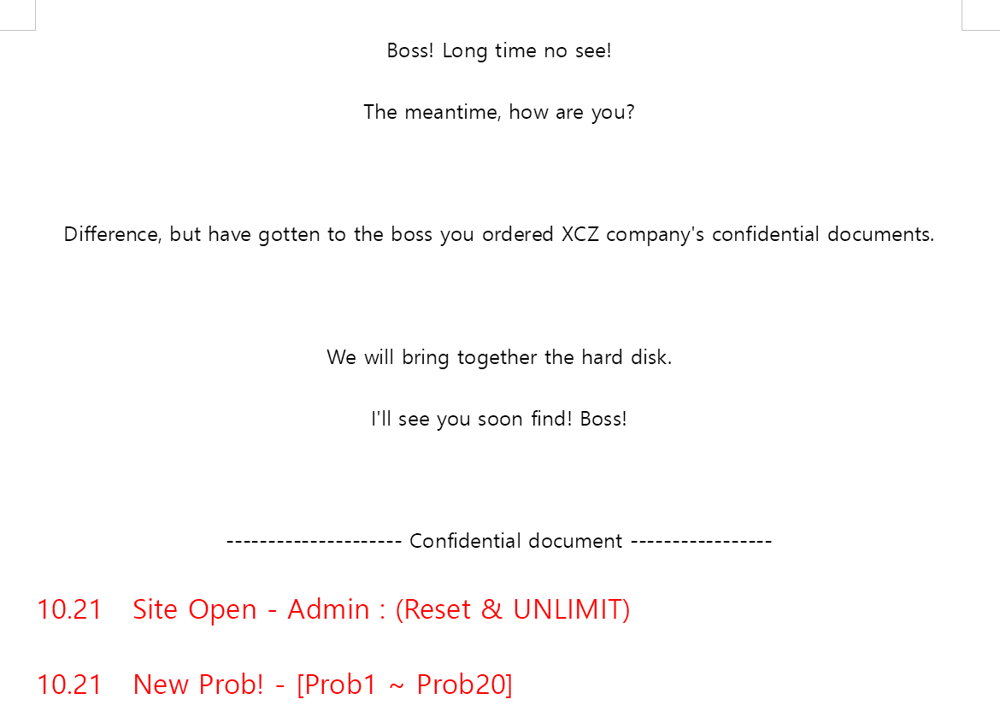 Boss! Long time no see!
The meantime, how are you?
Difference, but have gotten to the boss you ordered XCZ company's confidential documents.
We will bring together the hard disk.
I'll see you soon find! Boss!
--------------------- Confidential document -----------------
10.21 Site Open - Admin : (Reset & UNLIMIT)
10.21 New Prob! - [Prob1 ~ Prob20]